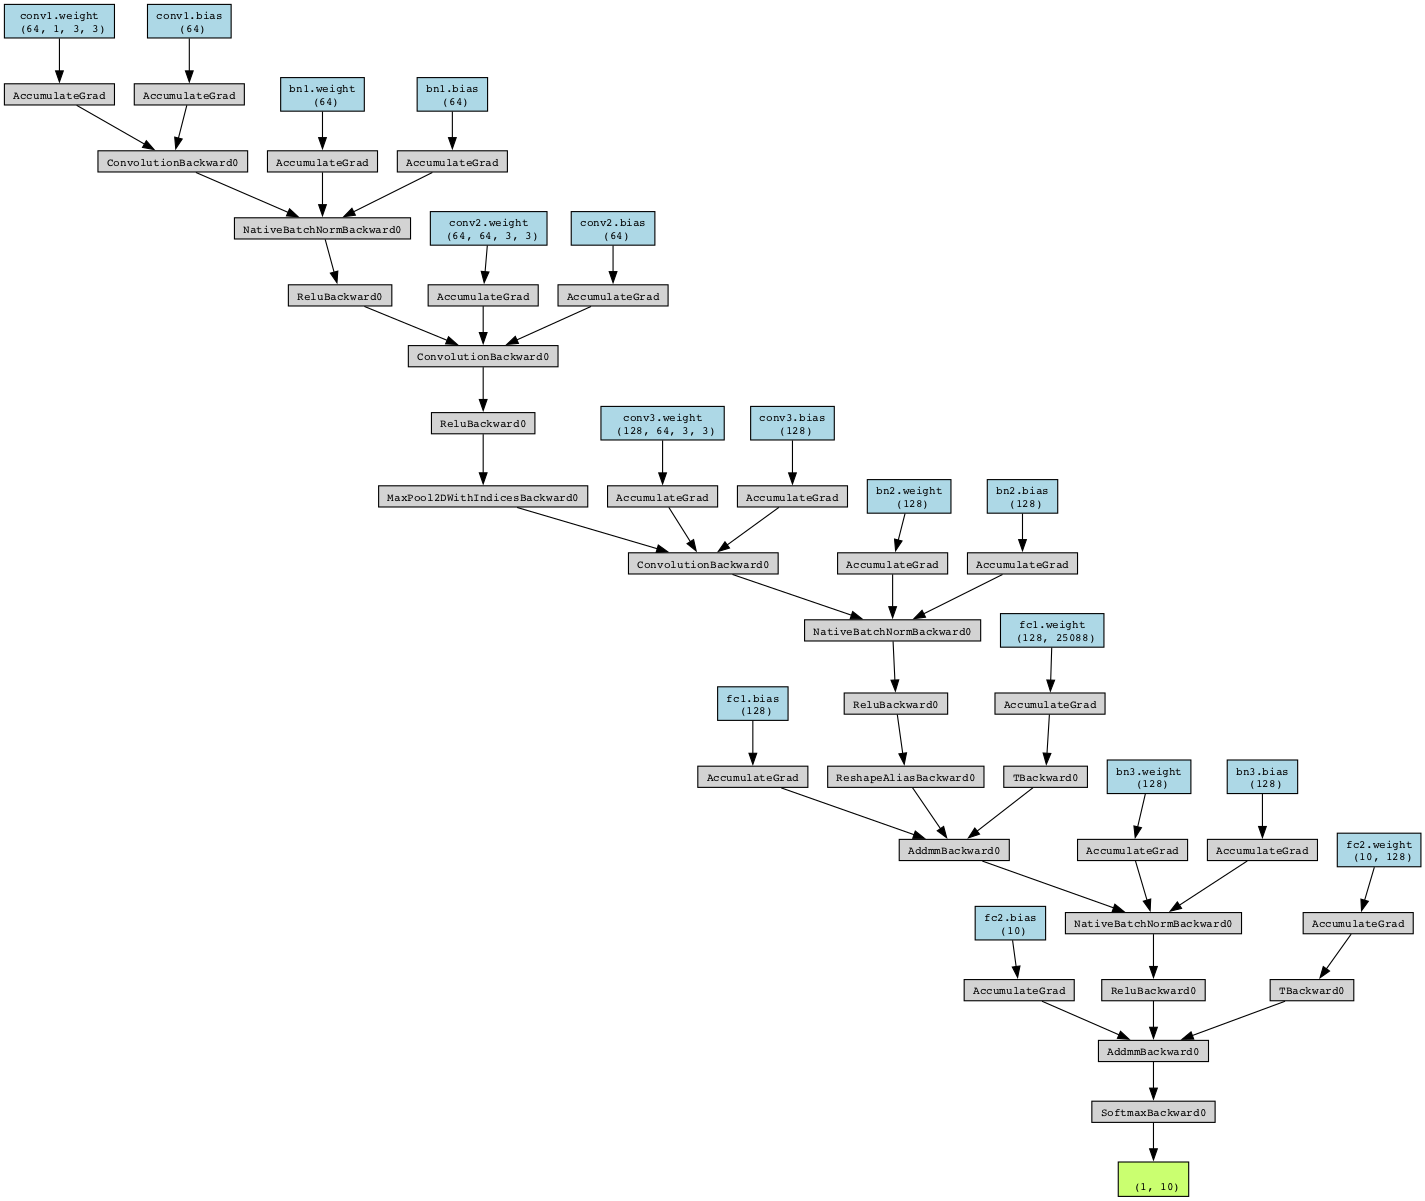 conv1.weight
(64, 1, 3, 3)
conv1.bias
(64)
AccumulateGrad
AccumulateGrad
bn1.weight
(64)
bn1.bias
(64)
ConvolutionBackward0
AccumulateGrad
AccumulateGrad
NativeBatchNormBackward0
conv2.weight
(64, 64, 3, 3)
conv2.bias
(64)
ReluBackward0
AccumulateGrad
AccumulateGrad
ConvolutionBackward0
ReluBackward0
conv3.weight
(128, 64, 3, 3)
conv3.bias
(128)
MaxPool2DWithIndicesBackward0
AccumulateGrad
AccumulateGrad
bn2.weight
(128)
bn2.bias
(128)
ConvolutionBackward0
AccumulateGrad
AccumulateGrad
NativeBatchNormBackward0
fc1.weight
(128, 25088)
fc1.bias
(128)
ReluBackward0
AccumulateGrad
AccumulateGrad
ReshapeAliasBackward0
TBackward0
bn3.weight
(128)
bn3.bias
(128)
AddmmBackward0
AccumulateGrad
AccumulateGrad
fc2.weight
(10, 128)
fc2.bias
(10)
NativeBatchNormBackward0
AccumulateGrad
AccumulateGrad
ReluBackward0
TBackward0
AddmmBackward0
SoftmaxBackward0
(1, 10)